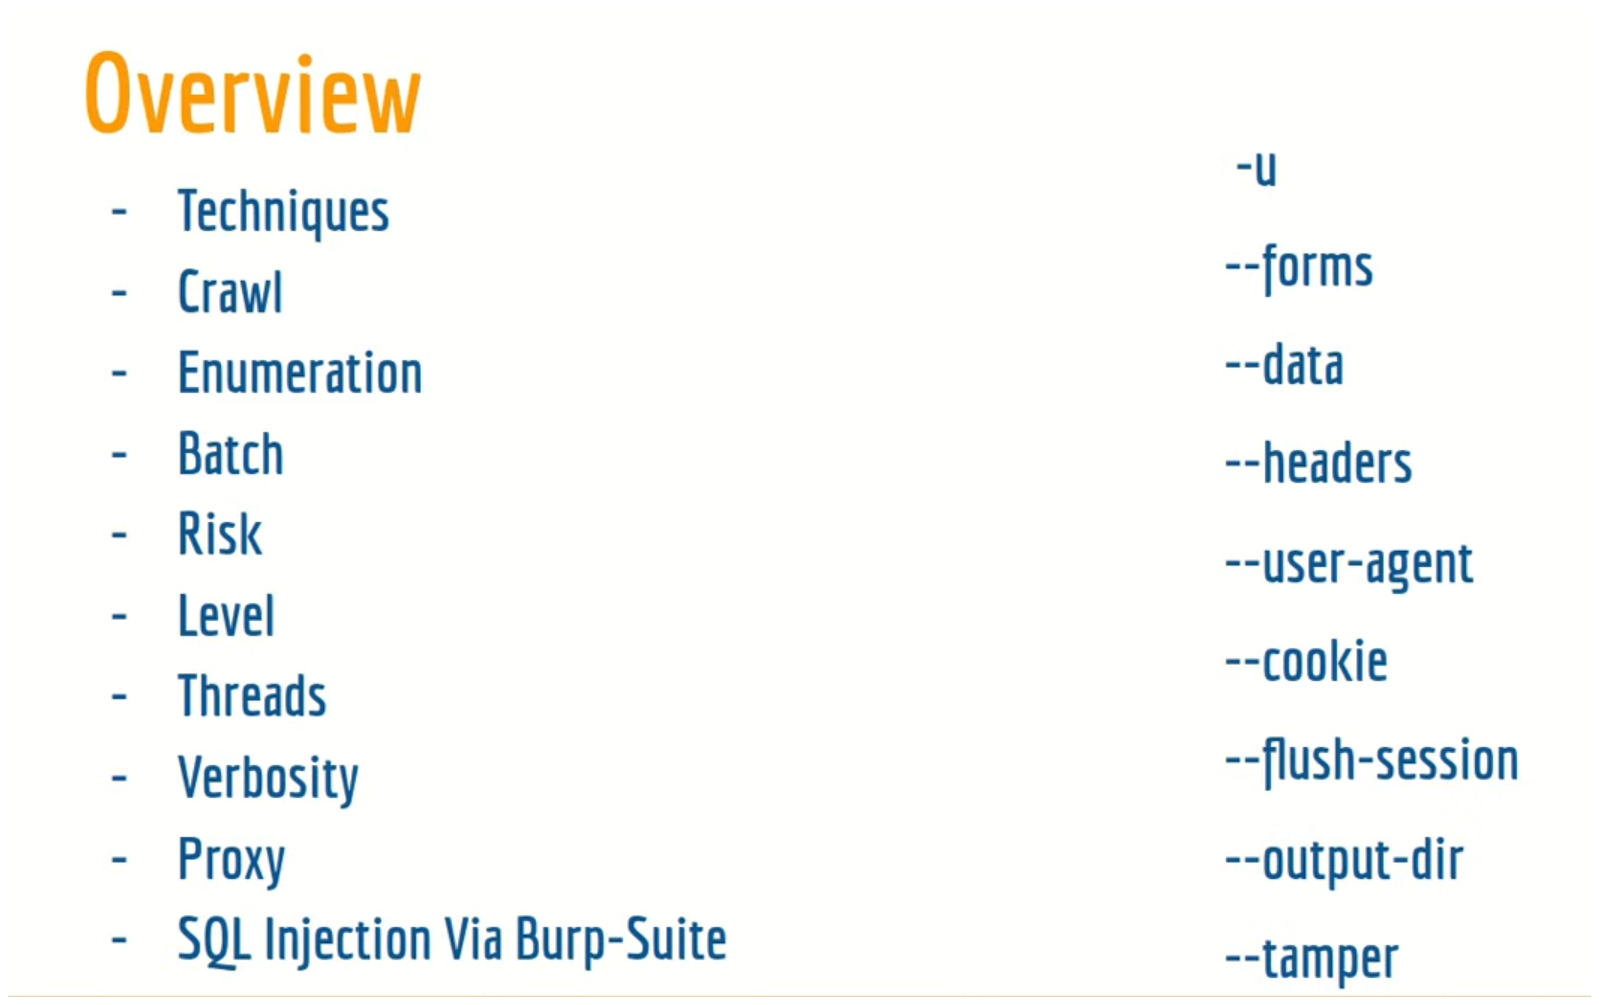 Overview
- Techniques
- Crawl
- Enumeration
- Batch
- Risk
- Level
- Threads
- Verbosity
- Proxy
- SQL Injection Via Burp-Suite
-u
--forms
--data
--headers
--user-agent
--cookie
--flush-session
--output-dir
--tamper